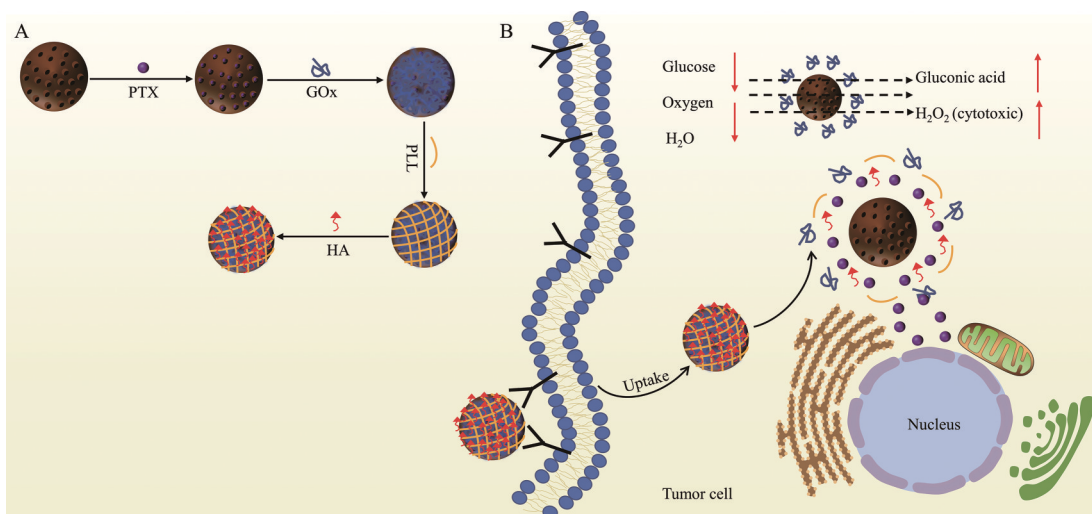 A
PTX
GOx
PLL
HA
B
Glucose
Oxygen
H₂O
Gluconic acid
H₂O₂ (cytotoxic)
Uptake
Nucleus
Tumor cell